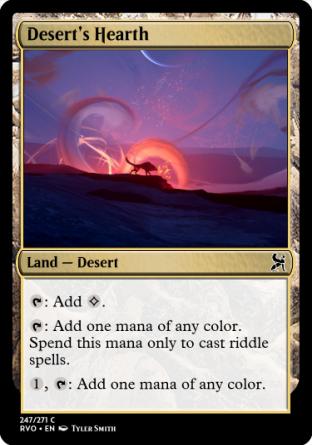 Desert's Hearth
Land — Desert
: Add .
: Add one mana of any color.
Spend this mana only to cast riddle
spells.
1, : Add one mana of any color.
247/271 C
RVO • EN Tyler Smith